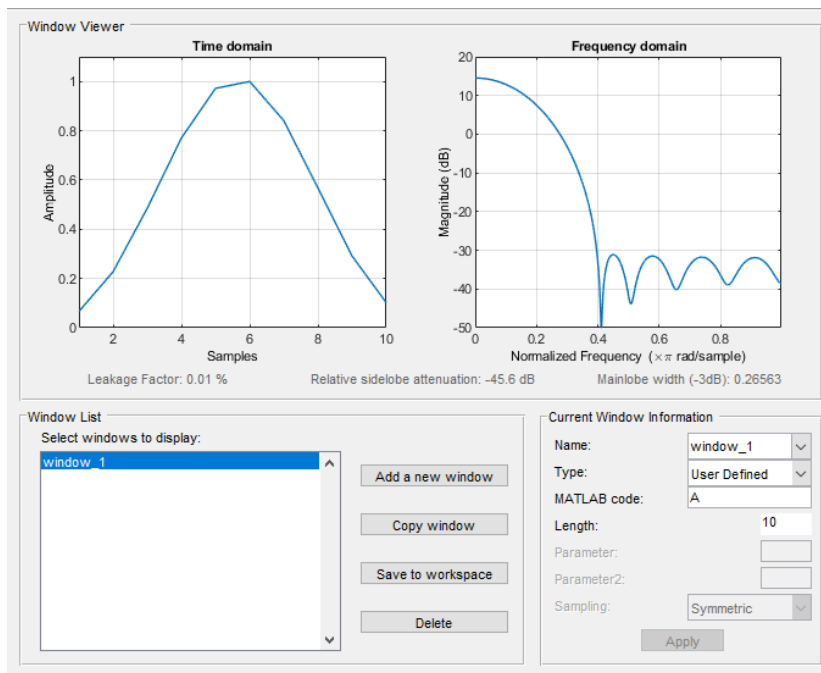 Window Viewer
Time domain
Frequency domain
1
0.8
0.6
0.4
0.2
0
Amplitude
2 4 6 8 10
Samples
20
10
0
-10
-20
-30
-40
-50
Magnitude (dB)
0 0.2 0.4 0.6 0.8
Normalized Frequency (×π rad/sample)
Leakage Factor: 0.01 % Relative sidelobe attenuation: -45.6 dB Mainlobe width (-3dB): 0.26563
Window List
Select windows to display:
window_1
Add a new window
Copy window
Save to workspace
Delete
Current Window Information
Name: window_1
Type: User Defined
MATLAB code: A
Length: 10
Parameter:
Parameter2:
Sampling: Symmetric
Apply